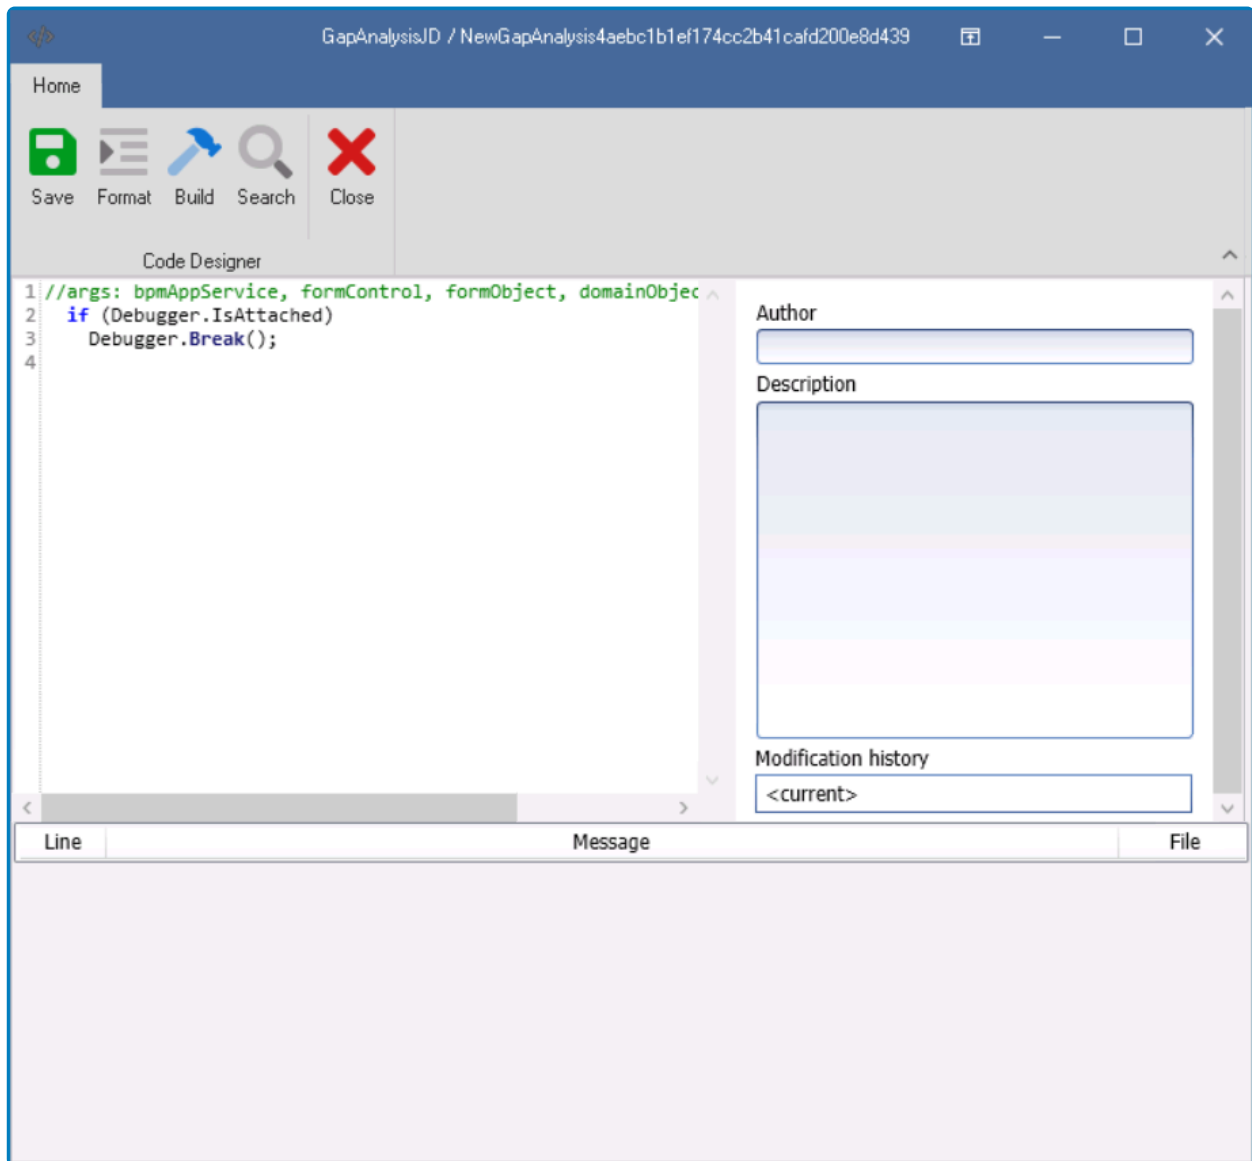 GapAnalysisJD / NewGapAnalysis4aebc1b1ef174cc2b41cafd200e8d439
Home
Save Format Build Search Close
Code Designer
1 //args: bpmAppService, formControl, formObject, domainObjec
2 if (Debugger.IsAttached)
3 Debugger.Break();
4
Author
Description
Modification history
<current>
Line Message File